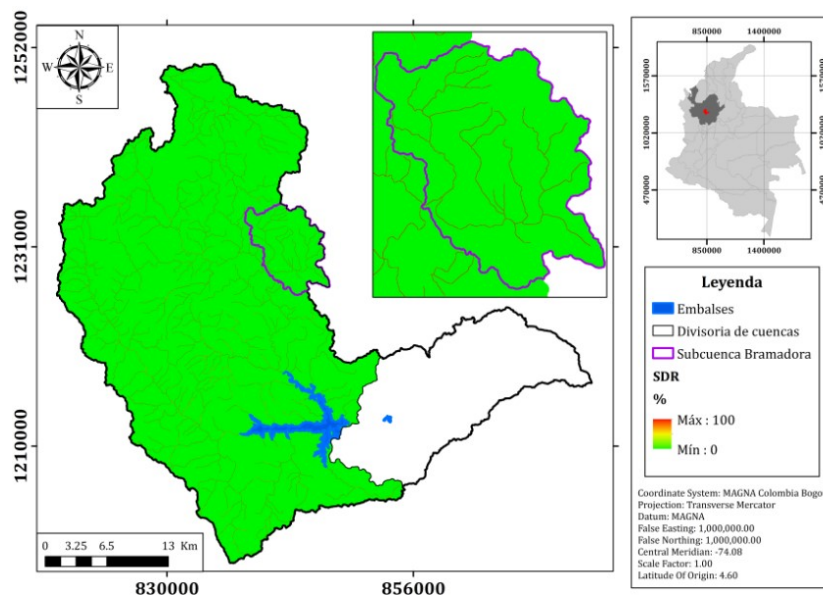 1252000
1231000
1210000
N
W E
S
0 3.25 6.5 13 Km
830000 856000
850000 1400000
1570000
1020000
470000
1570000
1020000
470000
850000 1400000
Leyenda
Embalses
Divisoria de cuencas
Subcuenca Bramadora
SDR
%
Máx : 100
Mín : 0
Coordinate System: MAGNA Colombia Bogo
Projection: Transverse Mercator
Datum: MAGNA
False Easting: 1,000,000.00
False Northing: 1,000,000.00
Central Meridian: -74.08
Scale Factor: 1.00
Latitude Of Origin: 4.60